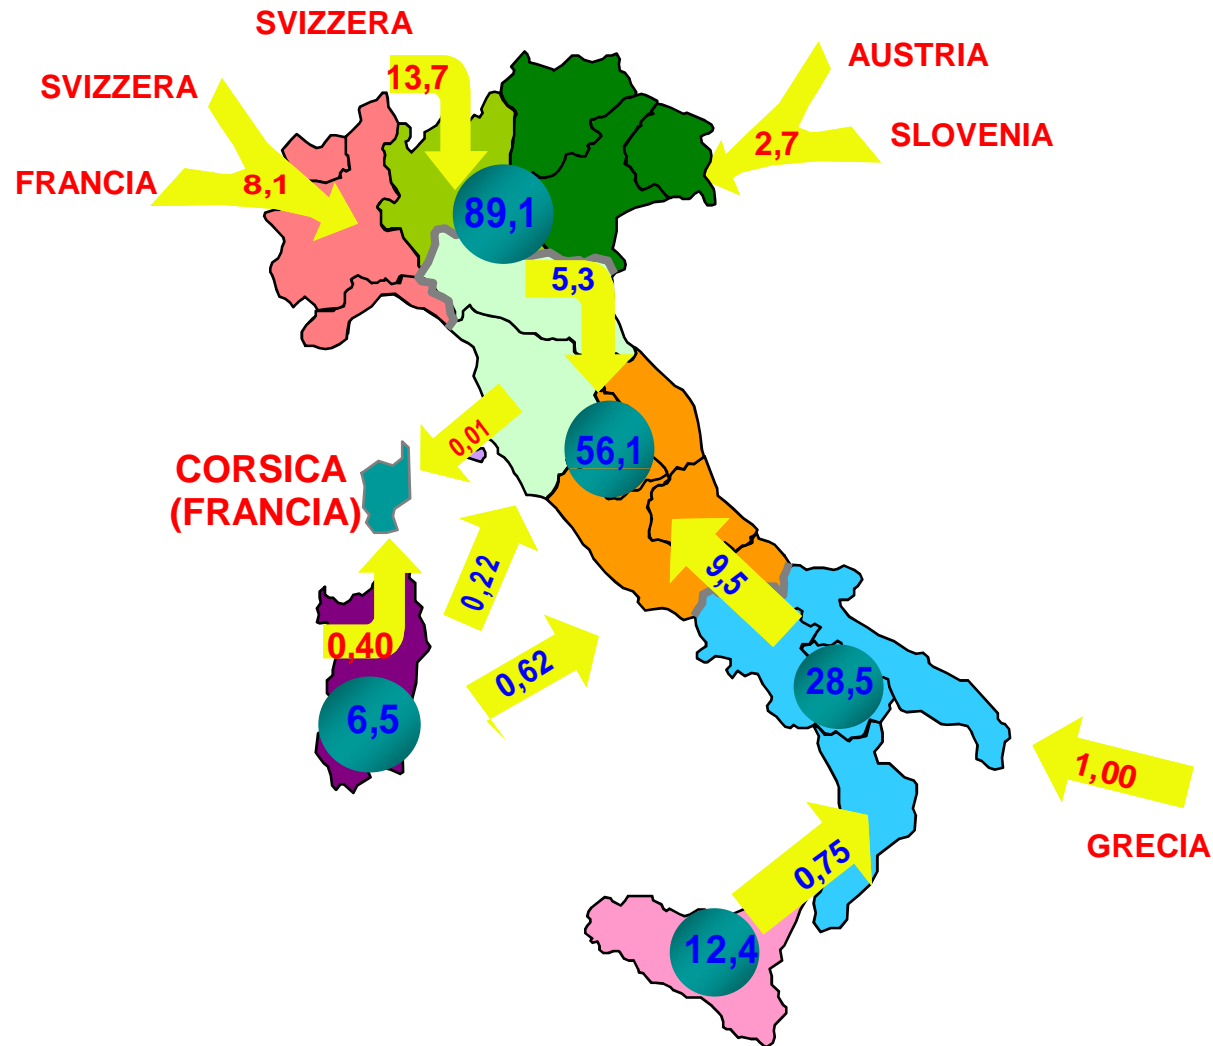 SVIZZERA
13,7
AUSTRIA
SVIZZERA
SLOVENIA
2,7
FRANCIA
8,1
89,1
5,3
0,01
56,1
CORSICA
(FRANCIA)
0,22
9,5
0,40
0,62
6,5
28,5
1,00
GRECIA
0,75
12,4